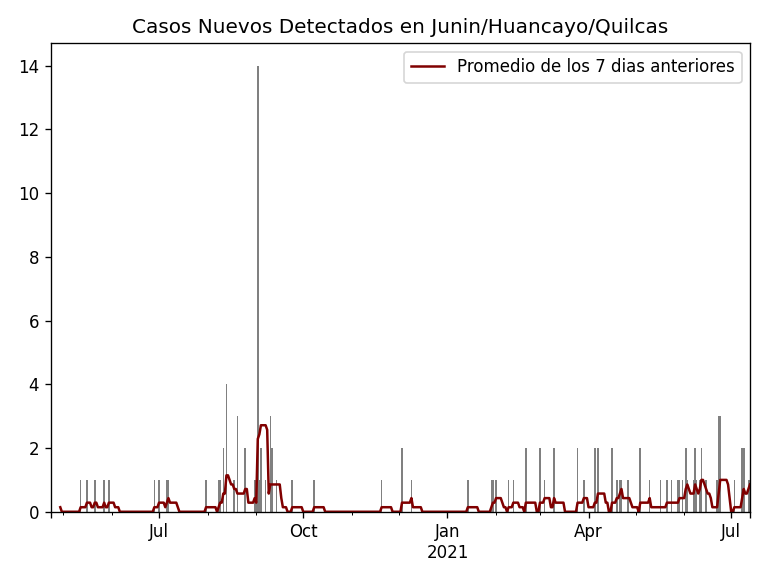 Casos Nuevos Detectados en Junin/Huancayo/Quilcas
Promedio de los 7 dias anteriores
14
12
10
8
6
4
2
0
Jul
Oct
Jan
Apr
Jul
2021